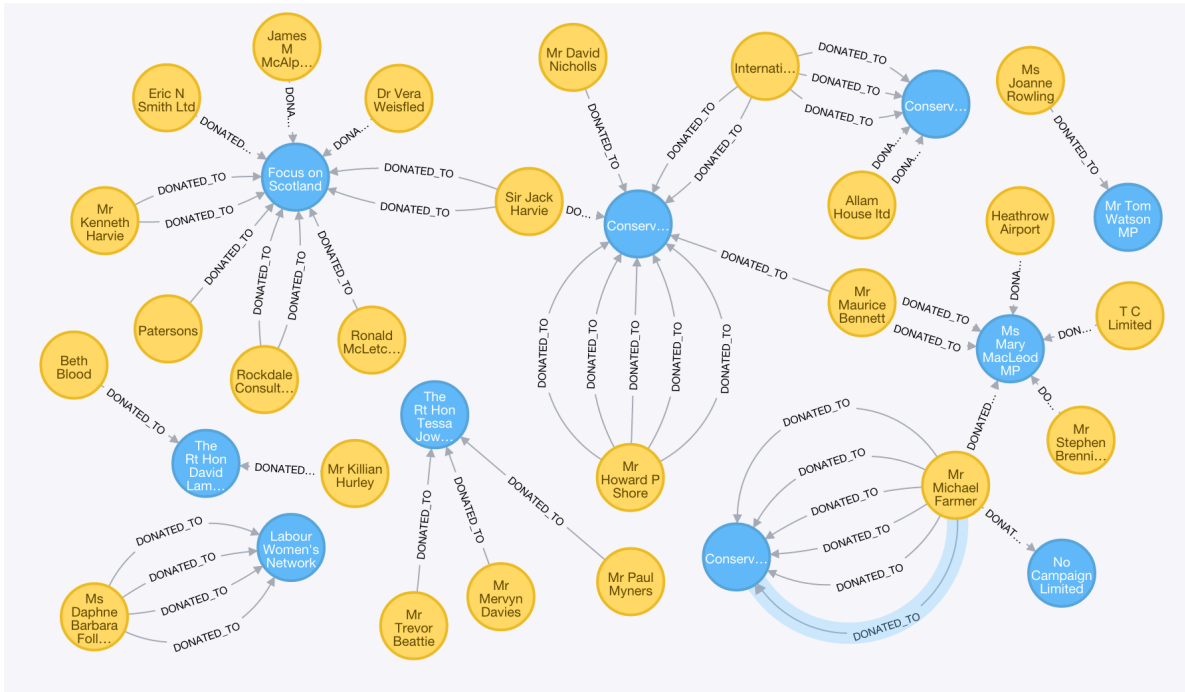 James
M
McAlp…
Mr David
Nicholls
Internati…
DONATED_TO
DONATED_TO
DONATED_TO
Conserv…
Ms
Joanne
Rowling
Eric N
Smith Ltd
DONA…
Dr Vera
Weisfled
DONATED…
DONA…
DONATED_TO
DONATED_TO
DONATED_TO
DONA…
DONA…
DONATED_TO
Focus on
Scotland
DONATED_TO
DONATED_TO
DONATED_TO
DONATED_TO
Mr
Kenneth
Harvie
Sir Jack
Harvie
DO…
Conserv…
Allam
House ltd
Heathrow
Airport
Mr Tom
Watson
MP
DONATED_TO
DONATED_TO
DONATED_TO
DONATED_TO
DONATED_TO
DONA…
Patersons
Ronald
McLetc…
Rockdale
Consult…
Mr
Maurice
Bennett
DONATED_TO
DONATED_TO
Ms
Mary
MacLeod
MP
DON…
T C
Limited
DONATED_TO
DONATED_TO
DONATED_TO
DONATED_TO
DONATED_TO
Beth
Blood
DONATED_TO
The
Rt Hon
Tessa
Jow…
DONATED…
DO…
Mr
Stephen
Brenni…
The
Rt Hon
David
Lam…
DONATED…
Mr Killian
Hurley
DONATED_TO
DONATED_TO
DONATED_TO
Mr
Howard P
Shore
DONATED_TO
DONATED_TO
DONATED_TO
DONATED_TO
DONATED_TO
DONATED_TO
Mr
Michael
Farmer
DONAT…
DONATED_TO
DONATED_TO
DONATED_TO
DONATED_TO
Labour
Women's
Network
Conserv…
No
Campaign
Limited
Ms
Daphne
Barbara
Foll…
Mr
Trevor
Beattie
Mr
Mervyn
Davies
Mr Paul
Myners